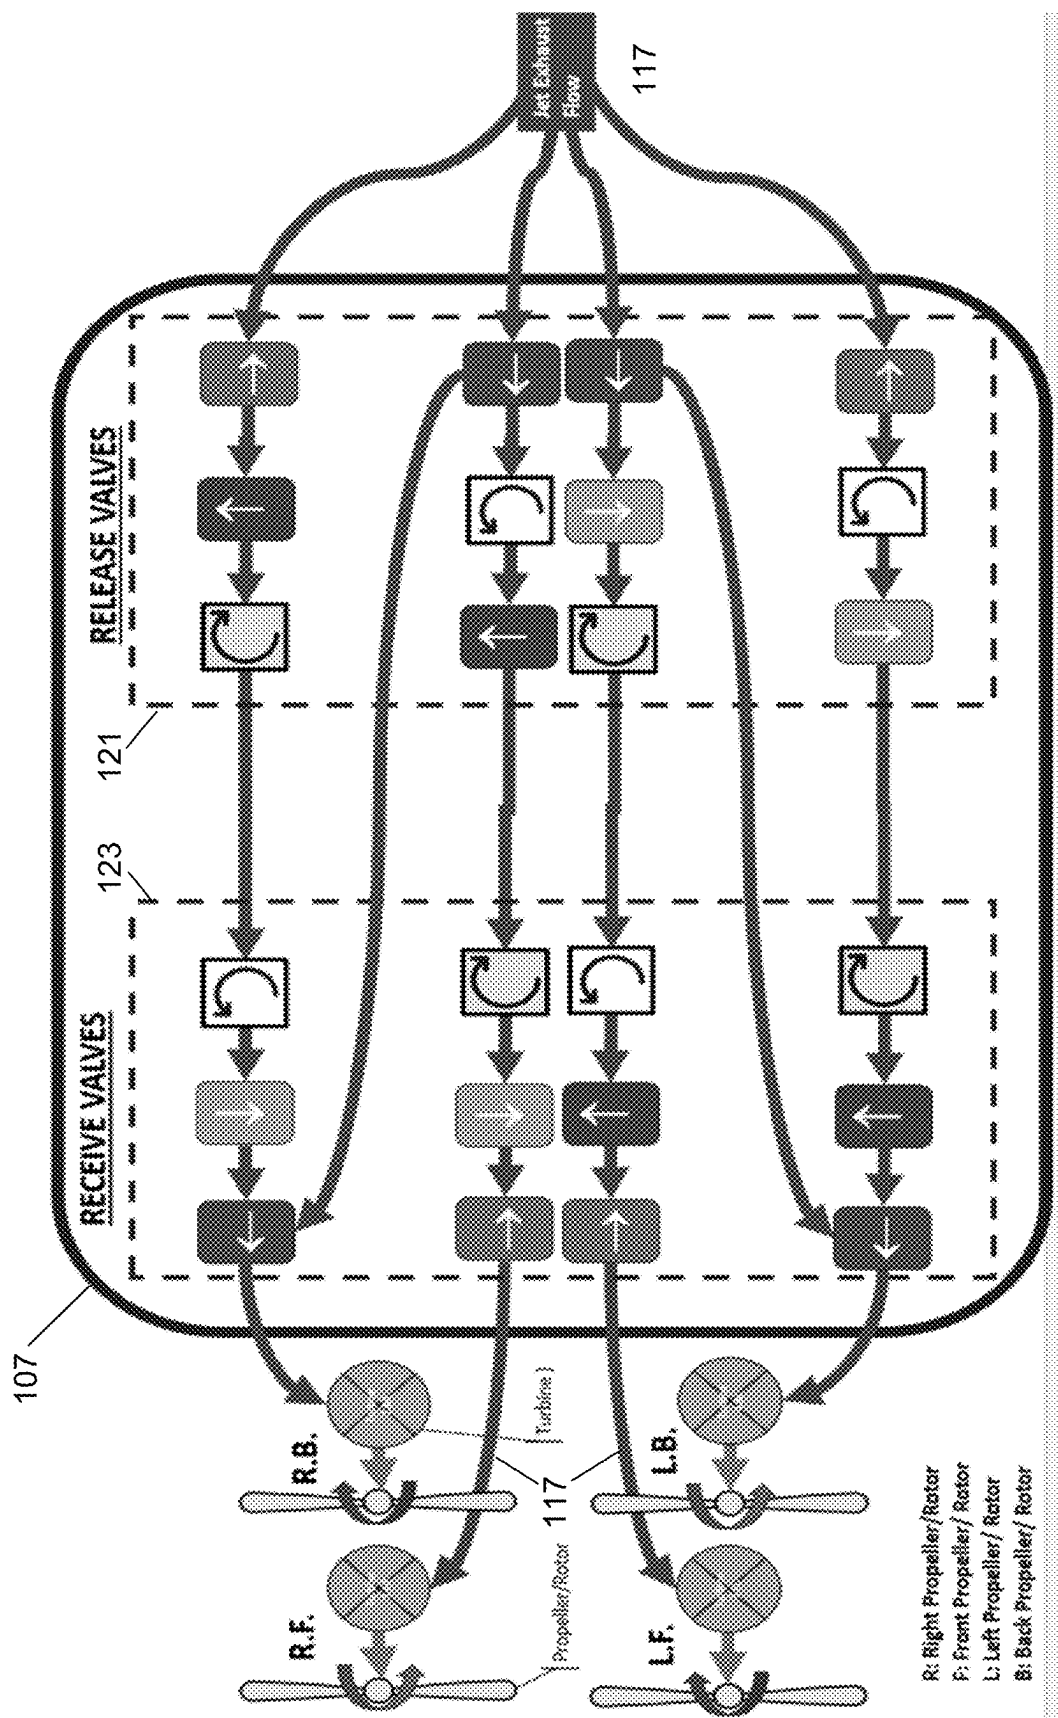 107
123
121
RECEIVE VALVES
RELEASE VALVES
Jet Exhaust
Flow
117
R.F.
R.B.
[Turbine]
[Propeller/Rotor
117
L.F.
L.B.
R: Right Propeller/Rotor
F: Front Propeller/ Rotor
L: Left Propeller/ Rotor
B: Back Propeller/ Rotor